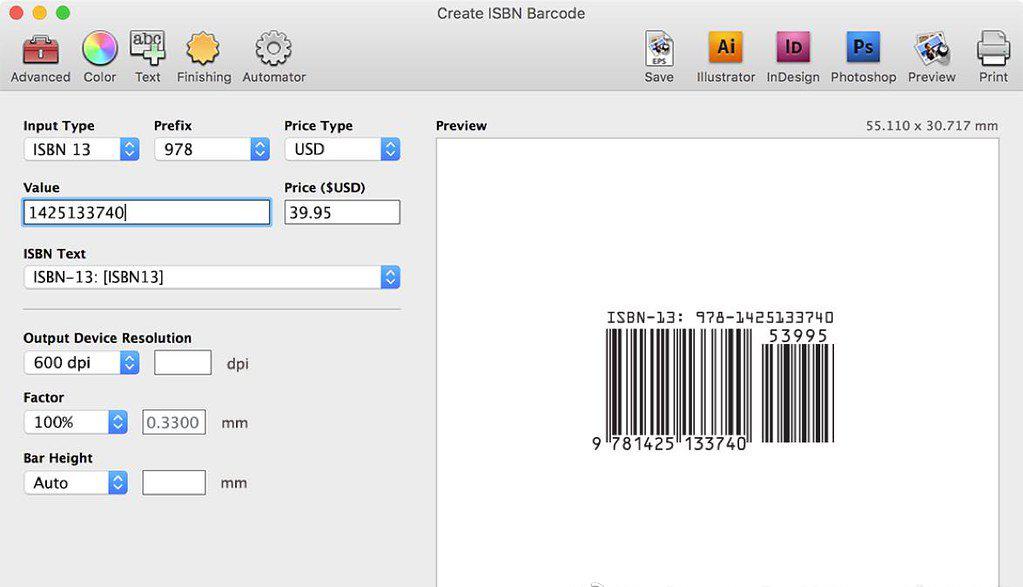 Create ISBN Barcode
abc
EPS
Ai
ID
Ps
Advanced Color Text Finishing Automator Save Illustrator InDesign Photoshop Preview Print
Input Type Prefix Price Type
ISBN 13 978 USD
Value Price ($USD)
1425133740 39.95
ISBN Text
ISBN-13: [ISBN13]
Output Device Resolution
600 dpi dpi
Factor
100% 0.3300 mm
Bar Height
Auto mm
Preview 55.110 x 30.717 mm
ISBN-13: 978-1425133740
53995
9 781425 133740